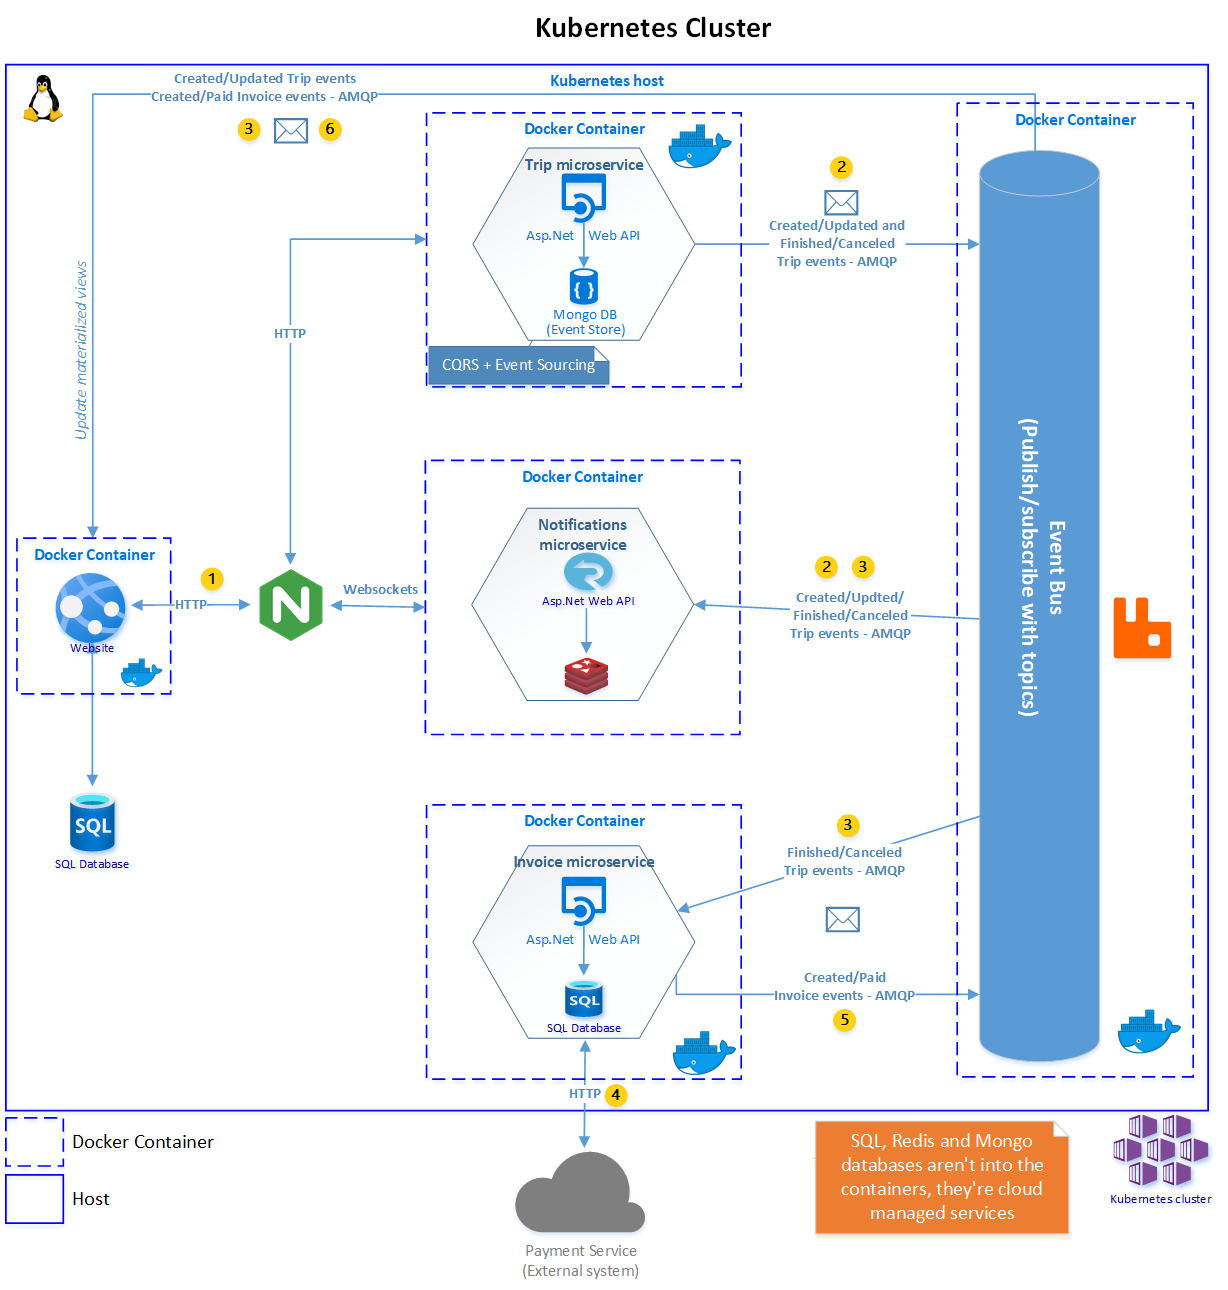 Kubernetes Cluster
Kubernetes host
Created/Updated Trip events
Created/Paid Invoice events - AMQP
3
6
Update materialized views
Docker Container
Trip microservice
Asp.Net Web API
Mongo DB
(Event Store)
CQRS + Event Sourcing
2
Created/Updated and
Finished/Canceled
Trip events - AMQP
Docker Container
Event Bus
(Publish/subscribe with topics)
HTTP
Docker Container
Website
1
HTTP
N
Websockets
SQL
SQL Database
Docker Container
Notifications
microservice
Asp.Net Web API
2
3
Created/Updted/
Finished/Canceled
Trip events - AMQP
Docker Container
Invoice microservice
Asp.Net Web API
SQL
SQL Database
3
Finished/Canceled
Trip events - AMQP
Created/Paid
Invoice events - AMQP
5
HTTP
4
Payment Service
(External system)
Docker Container
Host
SQL, Redis and Mongo
databases aren't into the
containers, they're cloud
managed services
Kubernetes cluster